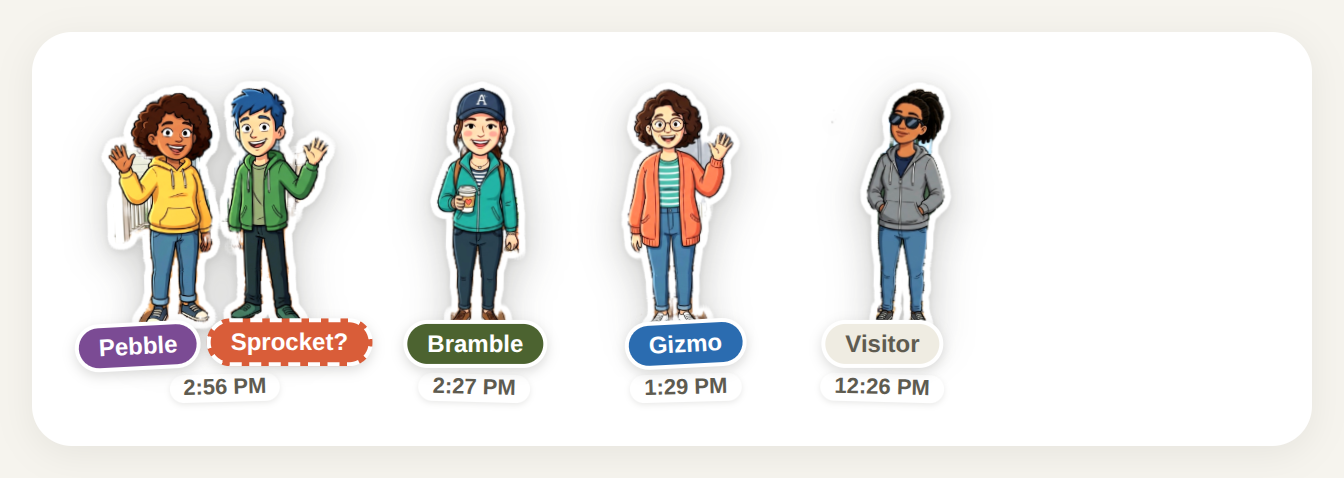 A
Pebble
Sprocket?
2:56 PM
Bramble
2:27 PM
Gizmo
1:29 PM
Visitor
12:26 PM